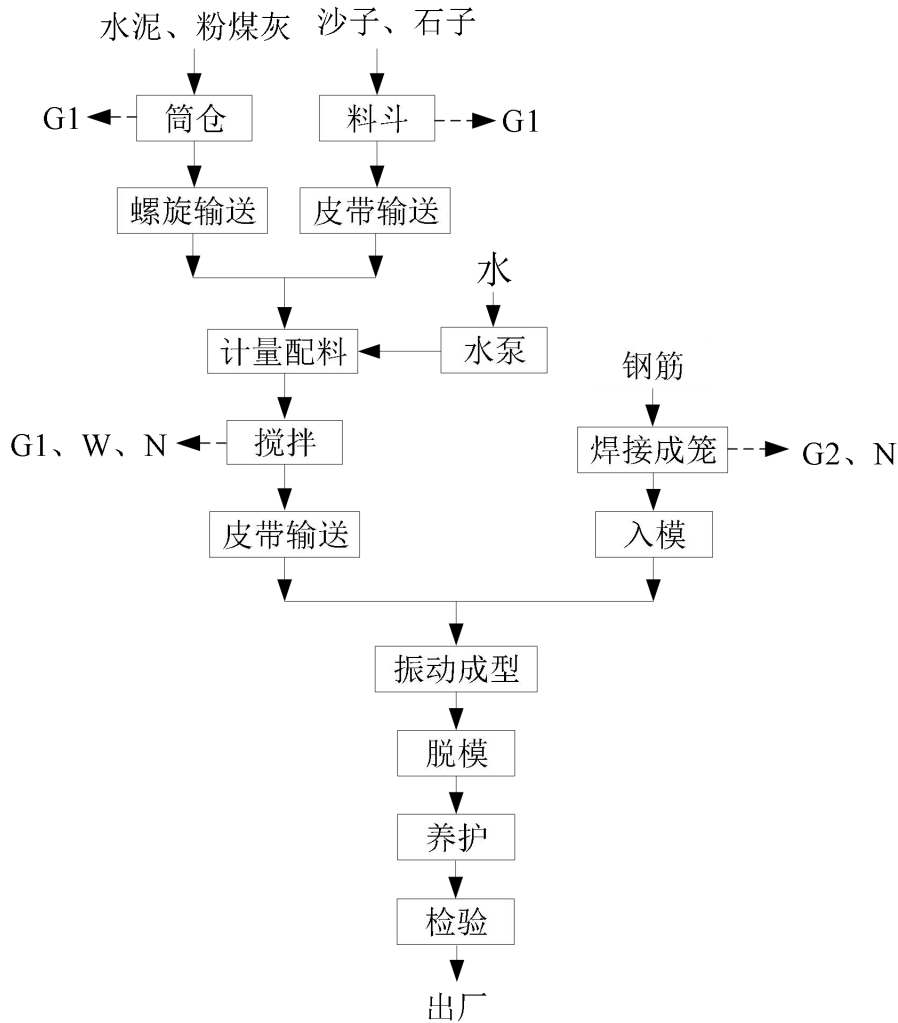 水泥、粉煤灰
沙子、石子
G1
筒仓
料斗
G1
螺旋输送
皮带输送
水
计量配料
水泵
钢筋
G1、W、N
搅拌
焊接成笼
G2、N
皮带输送
入模
振动成型
脱模
养护
检验
出厂